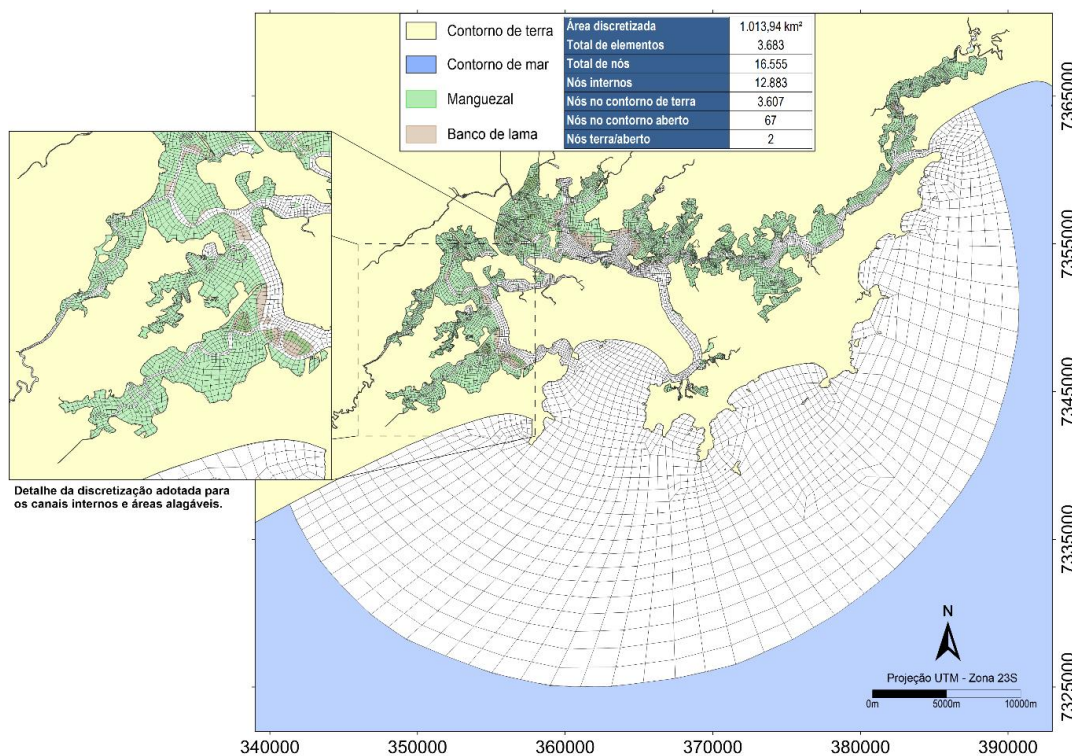 Contorno de terra
Contorno de mar
Manguezal
Banco de lama
Área discretizada 1.013,94 km²
Total de elementos 3.683
Total de nós 16.555
Nós internos 12.883
Nós no contorno de terra 3.607
Nós no contorno aberto 67
Nós terra/aberto 2
Detalhe da discretização adotada para
os canais internos e áreas alagáveis.
7365000
7355000
7345000
7335000
7325000
N
Projeção UTM - Zona 23S
0m 5000m 10000m
340000 350000 360000 370000 380000 390000